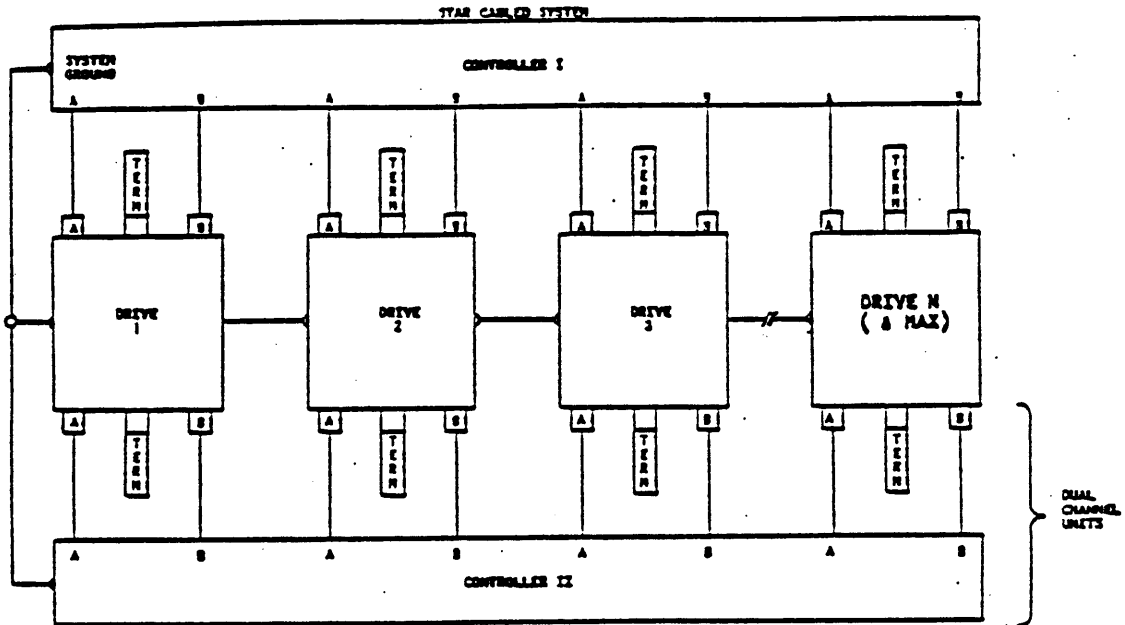 STAR CABLED SYSTEM
SYSTEM
GROUND
CONTROLLER I
A B A B A B A B
TERM TERM TERM TERM
A B A B A B A B
DRIVE
1
DRIVE
2
DRIVE
3
DRIVE N
( MAX)
A B A B A B A B
TERM TERM TERM TERM
DUAL
CHANNEL
UNITS
A B A B A B A B
CONTROLLER II